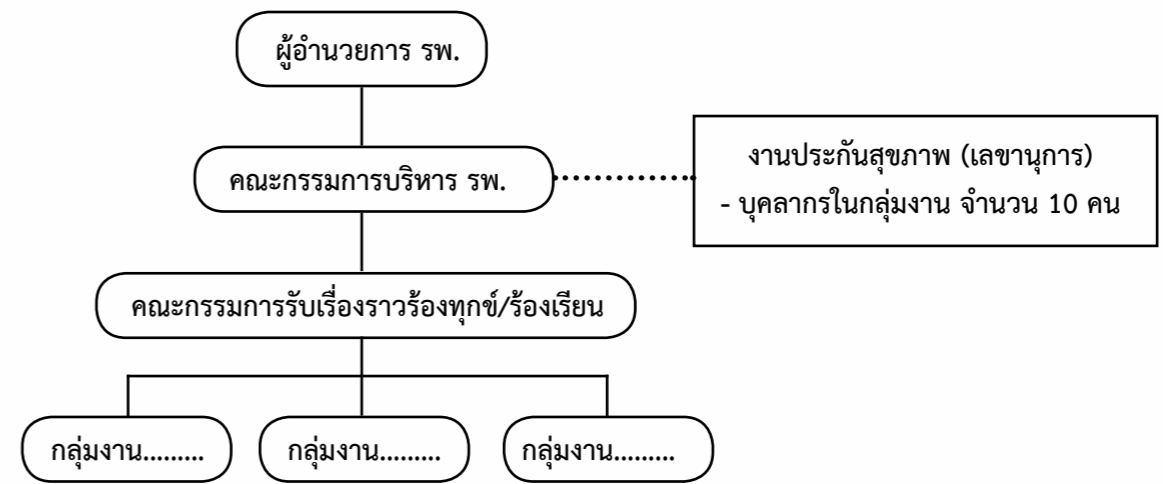 ผู้อำนวยการ รพ.
คณะกรรมการบริหาร รพ.
งานประกันสุขภาพ (เลขานุการ)
- บุคลากรในกลุ่มงาน จำนวน 10 คน
คณะกรรมการรับเรื่องราวร้องทุกข์/ร้องเรียน
กลุ่มงาน.........
กลุ่มงาน.........
กลุ่มงาน.........